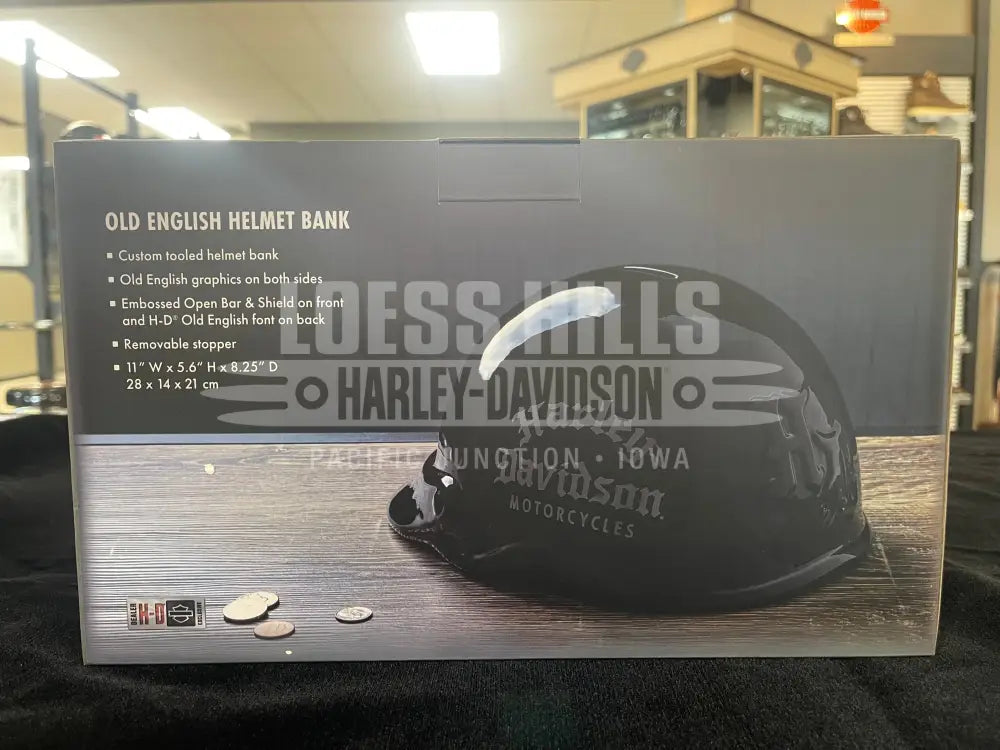 OLD ENGLISH HELMET BANK
▪ Custom tooled helmet bank
▪ Old English graphics on both sides
▪ Embossed Open Bar & Shield on front
and H-D® Old English font on back
▪ Removable stopper
▪ 11" W x 5.6" H x 8.25" D
28 x 14 x 21 cm
LOESS HILLS
HARLEY-DAVIDSON
PACIFIC JUNCTION • IOWA
Harley
Davidson
MOTORCYCLES
DEALER
H-D
EXCLUSIVE